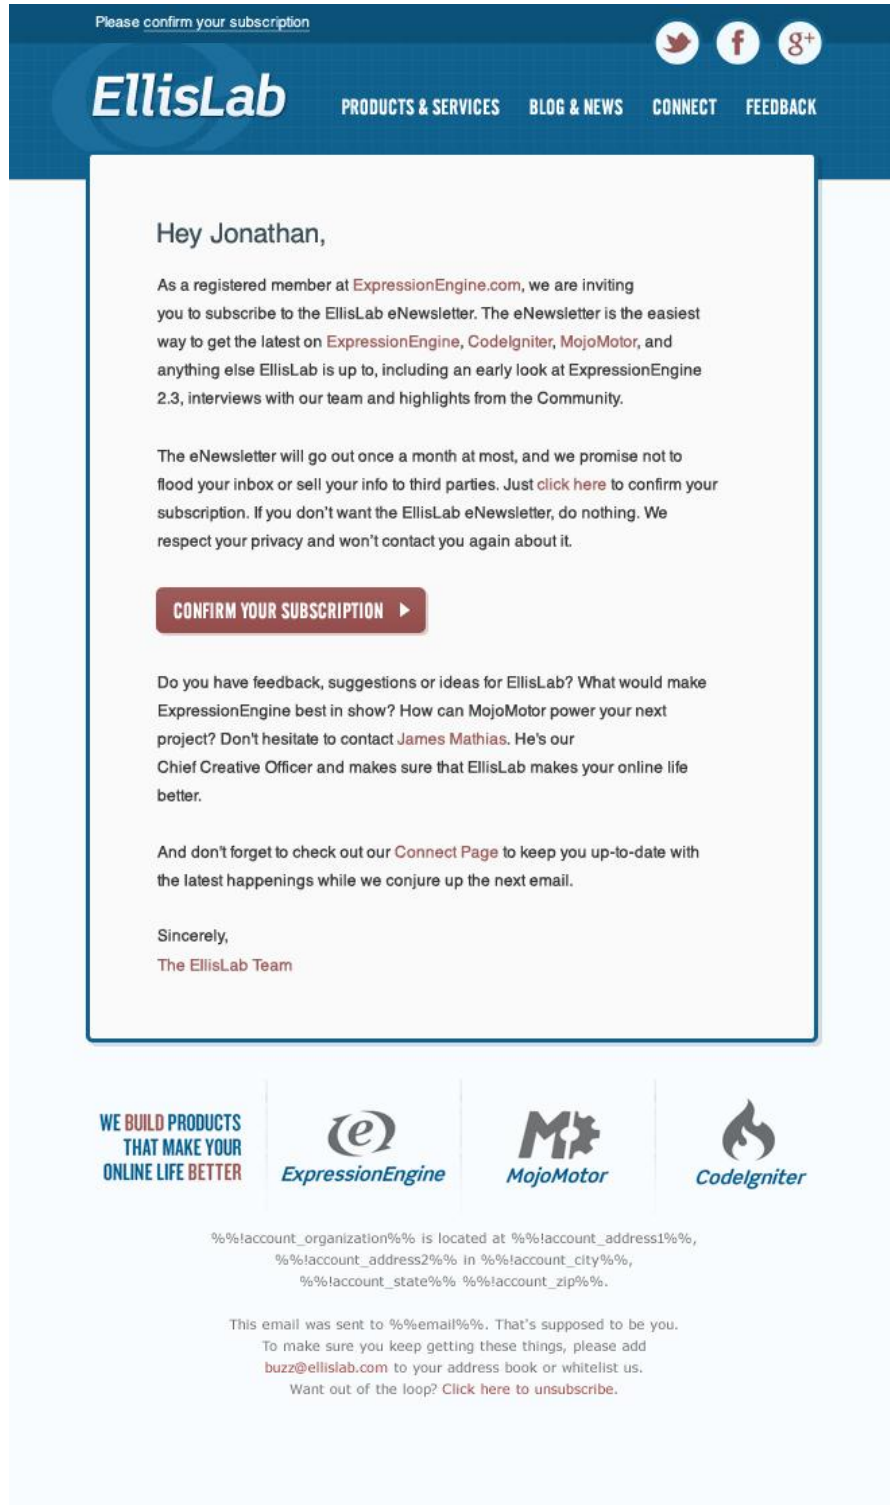 Please confirm your subscription
EllisLab
PRODUCTS & SERVICES BLOG & NEWS CONNECT FEEDBACK
Hey Jonathan,
As a registered member at ExpressionEngine.com, we are inviting
you to subscribe to the EllisLab eNewsletter. The eNewsletter is the easiest
way to get the latest on ExpressionEngine, CodeIgniter, MojoMotor, and
anything else EllisLab is up to, including an early look at ExpressionEngine
2.3, interviews with our team and highlights from the Community.
The eNewsletter will go out once a month at most, and we promise not to
flood your inbox or sell your info to third parties. Just click here to confirm your
subscription. If you don't want the EllisLab eNewsletter, do nothing. We
respect your privacy and won't contact you again about it.
CONFIRM YOUR SUBSCRIPTION
Do you have feedback, suggestions or ideas for EllisLab? What would make
ExpressionEngine best in show? How can MojoMotor power your next
project? Don't hesitate to contact James Mathias. He's our
Chief Creative Officer and makes sure that EllisLab makes your online life
better.
And don't forget to check out our Connect Page to keep you up-to-date with
the latest happenings while we conjure up the next email.
Sincerely,
The EllisLab Team
WE BUILD PRODUCTS
THAT MAKE YOUR
ONLINE LIFE BETTER
ExpressionEngine
MojoMotor
CodeIgniter
%%!account_organization%% is located at %%!account_address1%%,
%%!account_address2%% in %%!account_city%%,
%%!account_state%% %%!account_zip%%.
This email was sent to %%email%%. That's supposed to be you.
To make sure you keep getting these things, please add
buzz@ellislab.com to your address book or whitelist us.
Want out of the loop? Click here to unsubscribe.